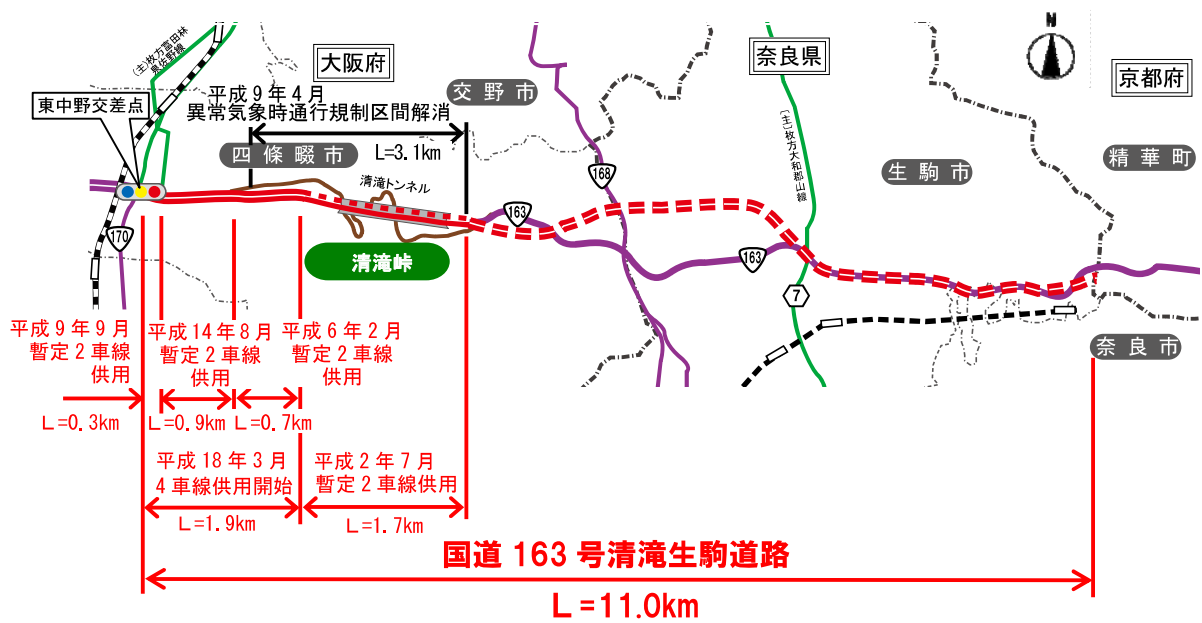 N
大阪府
奈良県
京都府
(主)枚方富田林
泉佐野線
東中野交差点
平成9年4月
異常気象時通行規制区間解消
L=3.1km
交野市
四條畷市
清滝トンネル
清滝峠
170
163
168
163
7
(主)枚方大和郡山線
生駒市
精華町
奈良市
平成9年9月
暫定2車線
供用
L=0.3km
平成14年8月
暫定2車線
供用
L=0.9km
平成6年2月
暫定2車線
供用
L=0.7km
平成18年3月
4車線供用開始
L=1.9km
平成2年7月
暫定2車線供用
L=1.7km
国道163号清滝生駒道路
L=11.0km